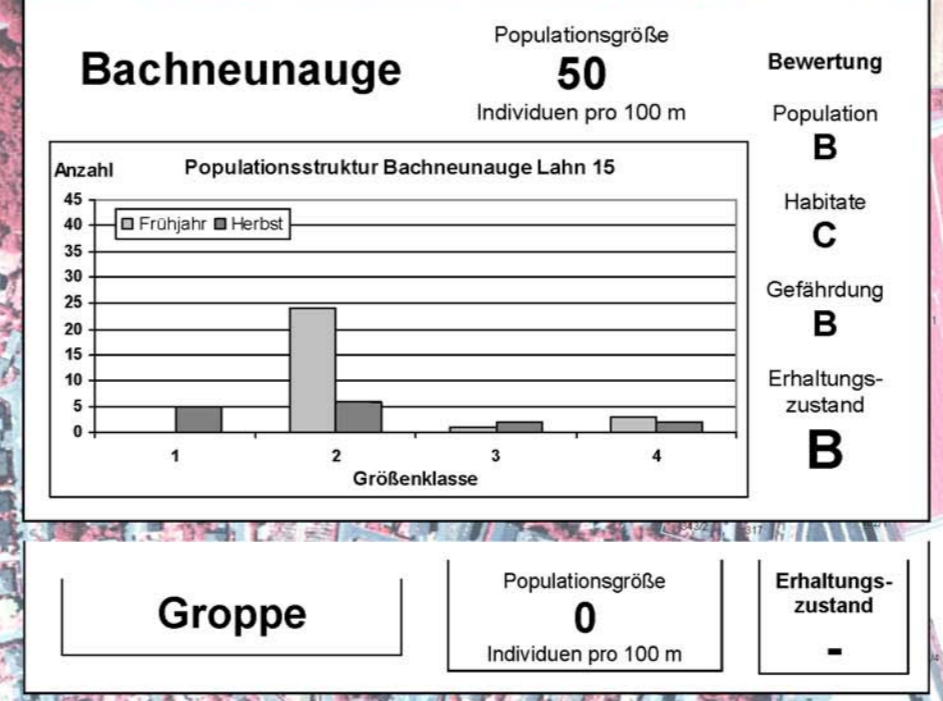 Bachneunauge
Populationsgröße
50
Individuen pro 100 m
Bewertung
Population
B
Habitate
C
Gefährdung
B
Erhaltungs-
zustand
B
Anzahl
Populationsstruktur Bachneunauge Lahn 15
Frühjahr Herbst
45
40
35
30
25
20
15
10
5
0
1 2 3 4
Größenklasse
317
Groppe
Populationsgröße
0
Individuen pro 100 m
Erhaltungs-
zustand
-